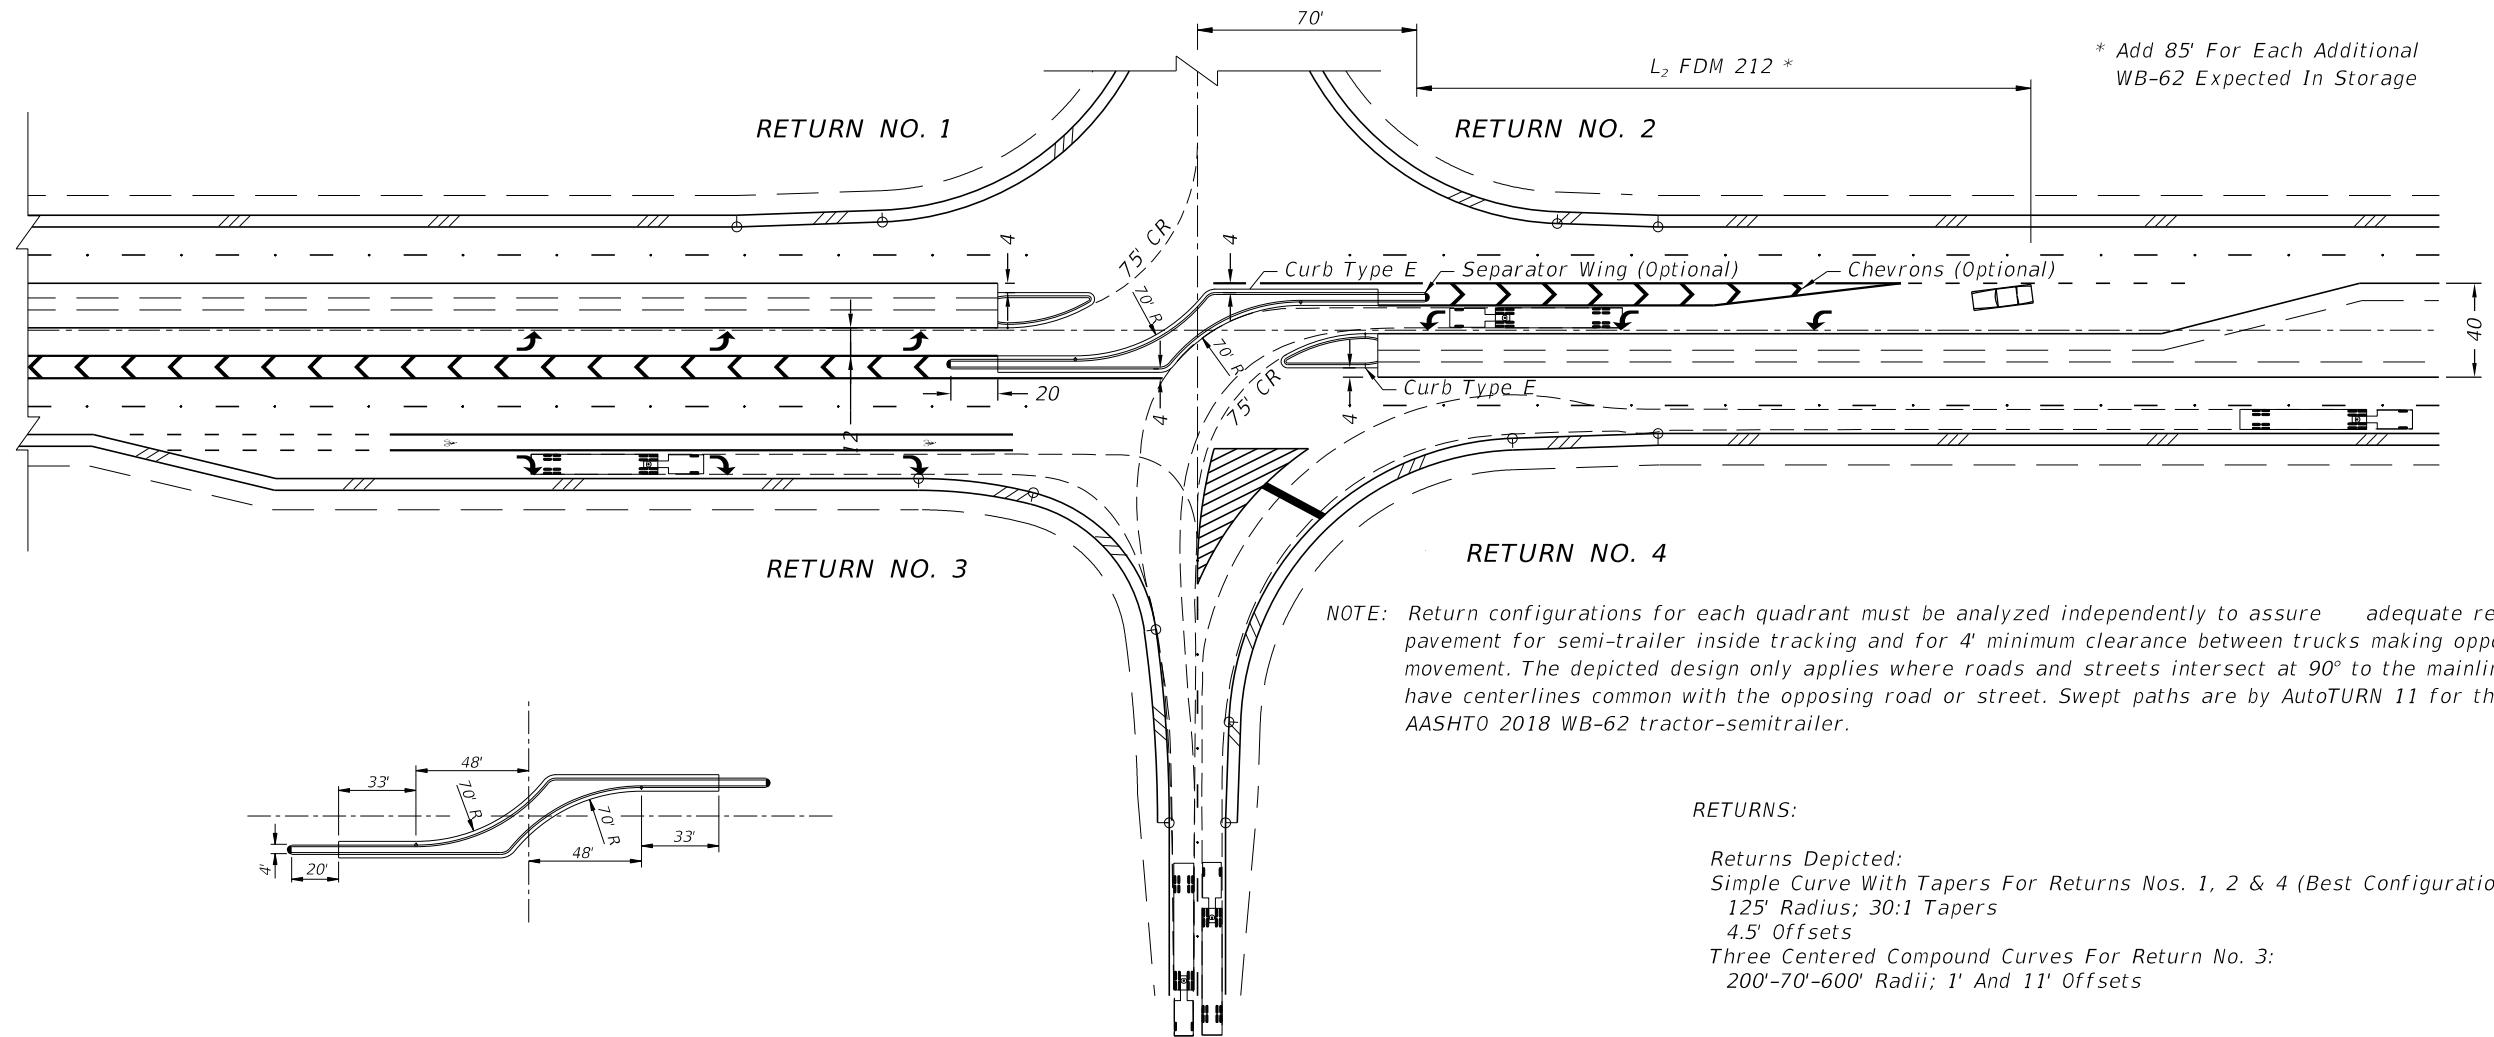 70'
L2 FDM 212 *
* Add 85' For Each Additional
WB-62 Expected In Storage
RETURN NO. 1
RETURN NO. 2
4
75' CR
4
Curb Type E
Separator Wing (Optional)
Chevrons (Optional)
70' R
40
70' R
75' CR
Curb Type E
20
4
4
12
RETURN NO. 3
RETURN NO. 4
NOTE: Return configurations for each quadrant must be analyzed independently to assure adequate
pavement for semi-trailer inside tracking and for 4' minimum clearance between trucks making
movement. The depicted design only applies where roads and streets intersect at 90° to the
have centerlines common with the opposing road or street. Swept paths are by AutoTURN 11 for
AASHTO 2018 WB-62 tractor-semitrailer.
48'
33'
70' R
70' R
33'
48'
20'
4'
RETURNS:
Returns Depicted:
Simple Curve With Tapers For Returns Nos. 1, 2 & 4 (Best
125' Radius; 30:1 Tapers
4.5' Offsets
Three Centered Compound Curves For Return No. 3:
200'-70'-600' Radii; 1' And 11' Offsets